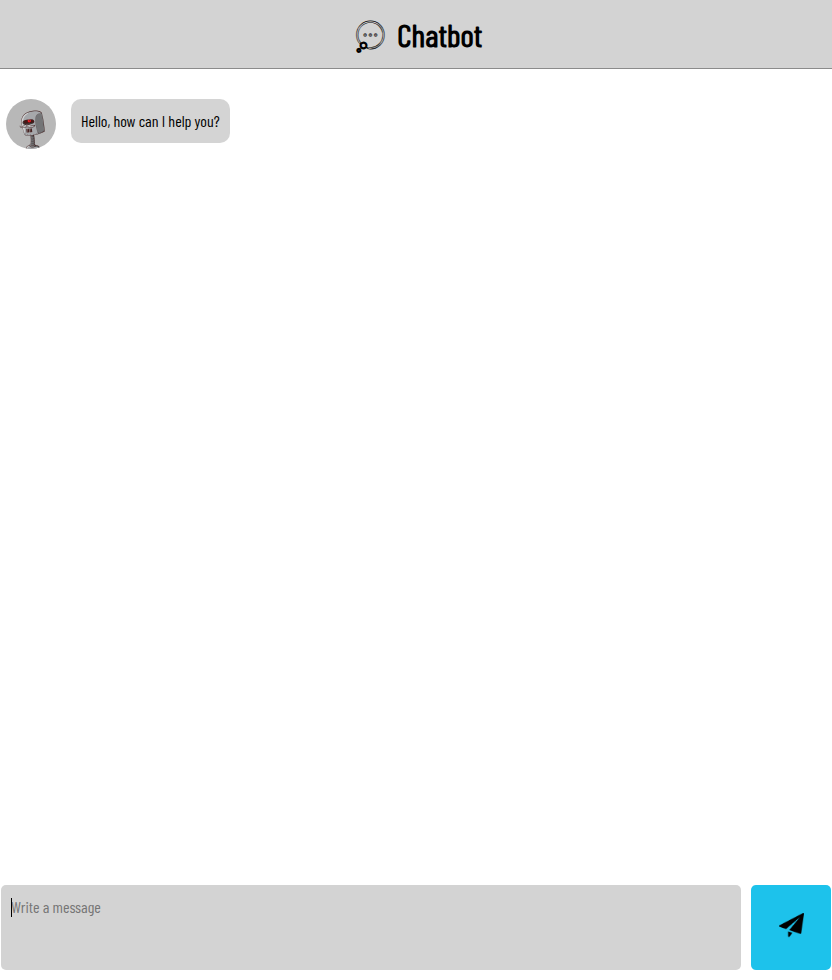 Chatbot
Hello, how can I help you?
Write a message